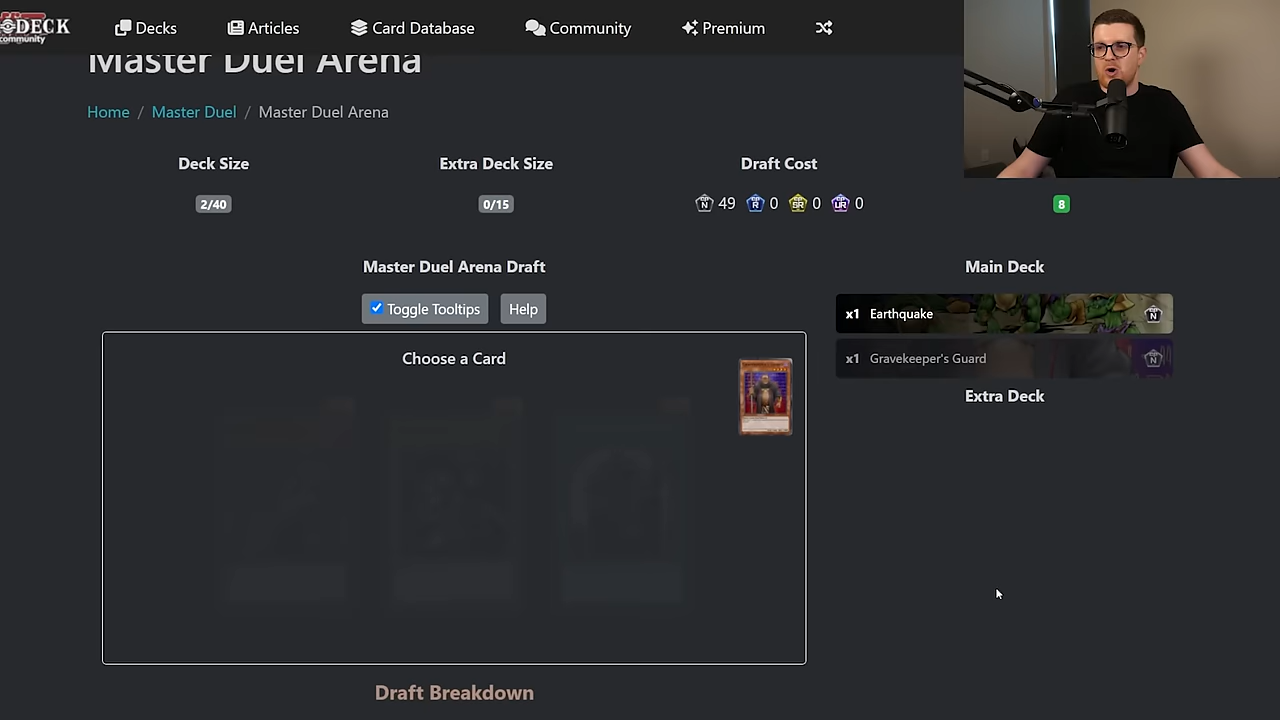 DECK
community
Decks
Articles
Card Database
Community
Premium
Master Duel Arena
Home / Master Duel / Master Duel Arena
Deck Size
Extra Deck Size
Draft Cost
2/40
0/15
N 49 R 0 SR 0 UR 0
8
Master Duel Arena Draft
Main Deck
Toggle Tooltips
Help
x1 Earthquake N
x1 Gravekeeper's Guard N
Choose a Card
Extra Deck
Draft Breakdown